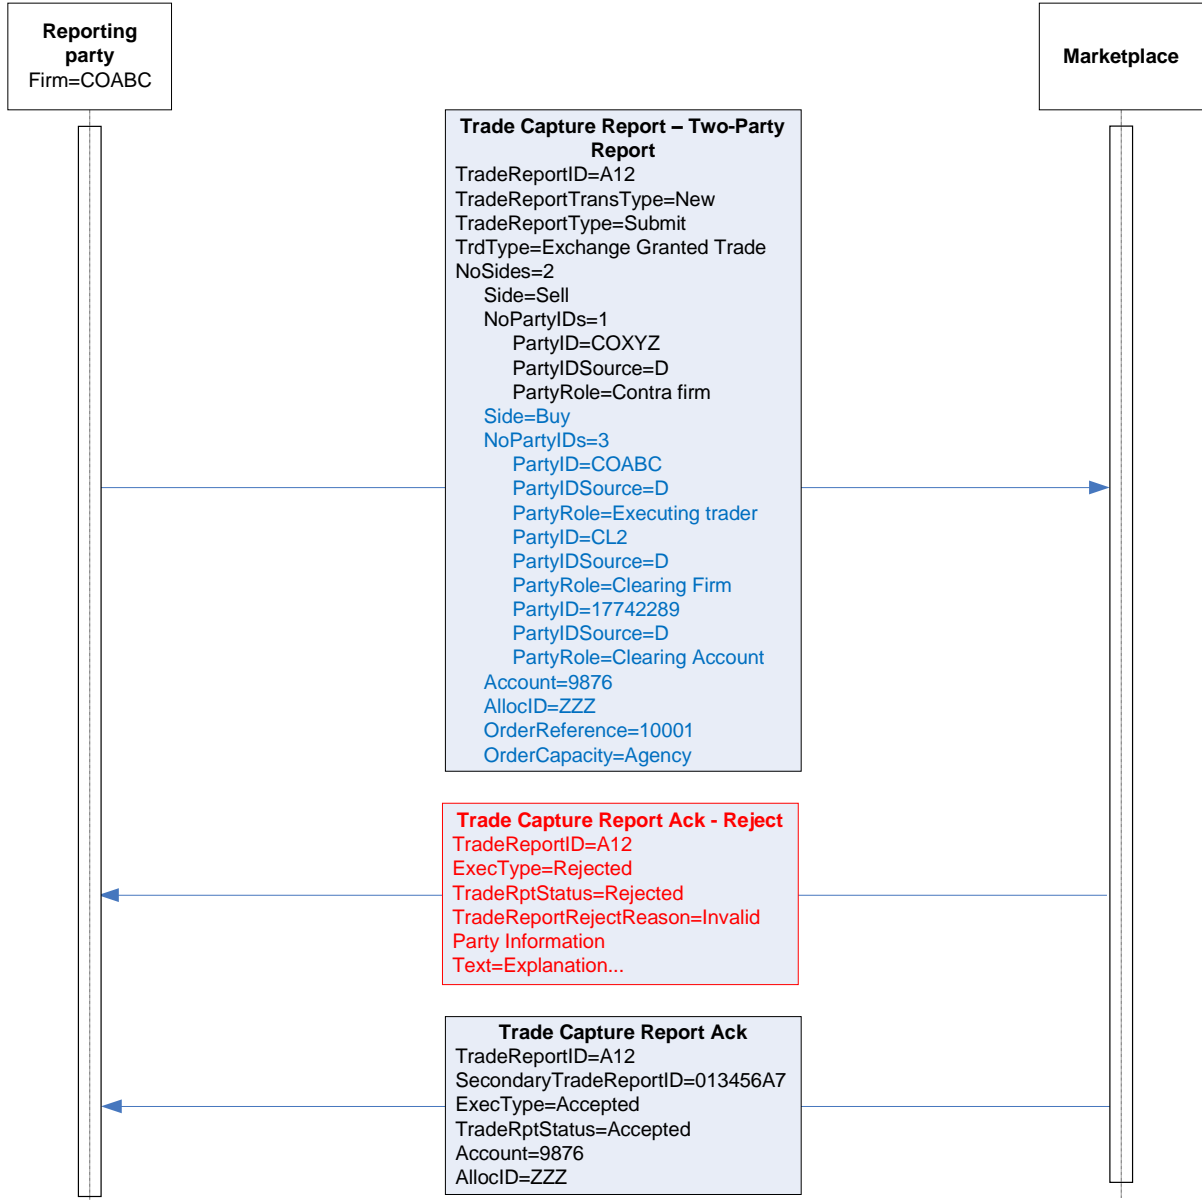 Reporting
party
Firm=COABC
Marketplace
Trade Capture Report – Two-Party
Report
TradeReportID=A12
TradeReportTransType=New
TradeReportType=Submit
TrdType=Exchange Granted Trade
NoSides=2
Side=Sell
NoPartyIDs=1
PartyID=COXYZ
PartyIDSource=D
PartyRole=Contra firm
Side=Buy
NoPartyIDs=3
PartyID=COABC
PartyIDSource=D
PartyRole=Executing trader
PartyID=CL2
PartyIDSource=D
PartyRole=Clearing Firm
PartyID=17742289
PartyIDSource=D
PartyRole=Clearing Account
Account=9876
AllocID=ZZZ
OrderReference=10001
OrderCapacity=Agency
Trade Capture Report Ack - Reject
TradeReportID=A12
ExecType=Rejected
TradeRptStatus=Rejected
TradeReportRejectReason=Invalid
Party Information
Text=Explanation...
Trade Capture Report Ack
TradeReportID=A12
SecondaryTradeReportID=013456A7
ExecType=Accepted
TradeRptStatus=Accepted
Account=9876
AllocID=ZZZ